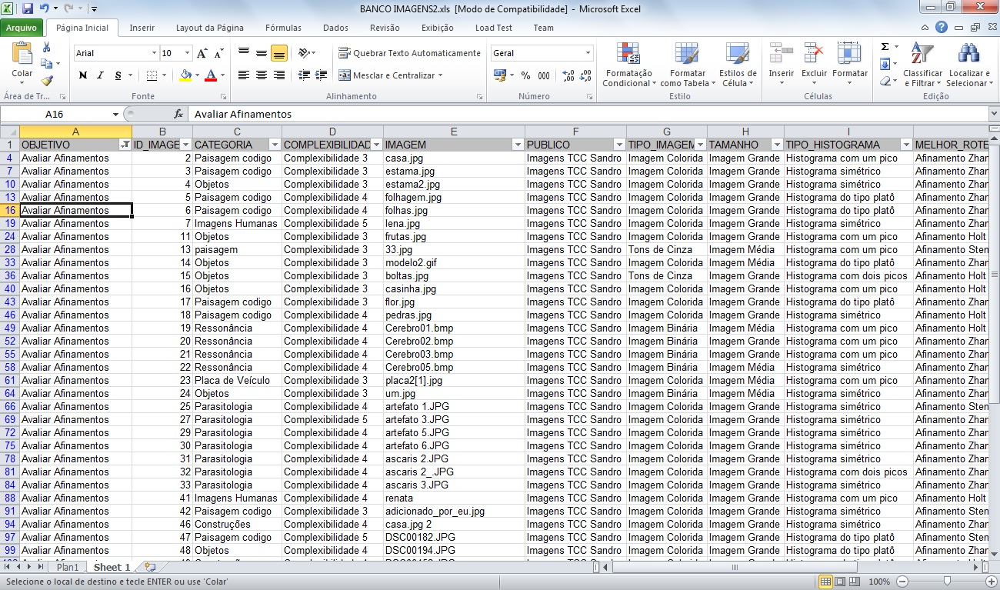 BANCO IMAGENS2.xls [Modo de Compatibilidade] - Microsoft Excel
Arquivo Página Inicial Inserir Layout da Página Fórmulas Dados Revisão Exibição Load Test Team
Colar Arial 10 Quebrar Texto Automaticamente Geral Formatação Condicional Formatar como Tabela Estilos de Célula Inserir Excluir Formatar Classificar e Filtrar Localizar e Selecionar
N I S Mesclar e Centralizar % 000
Área de Tr... Fonte Alinhamento Número Estilo Células Edição
A16 fx Avaliar Afinamentos
A B C D E F G H I
1 OBJETIVO ID_IMAGE CATEGORIA COMPLEXIBILIDAD IMAGEM PUBLICO TIPO_IMAGEM TAMANHO TIPO_HISTOGRAMA MELHOR_ROTE
4 Avaliar Afinamentos 2 Paisagem codigo Complexibilidade 3 casa.jpg Imagens TCC Sandro Imagem Colorida Imagem Grande Histograma com um pico Afinamento Zhar
7 Avaliar Afinamentos 3 Paisagem codigo Complexibilidade 3 estama.jpg Imagens TCC Sandro Imagem Colorida Imagem Grande Histograma simétrico Afinamento Zhar
10 Avaliar Afinamentos 4 Objetos Complexibilidade 3 estama2.jpg Imagens TCC Sandro Imagem Colorida Imagem Grande Histograma simétrico Afinamento Zhar
13 Avaliar Afinamentos 5 Paisagem codigo Complexibilidade 4 folhagem.jpg Imagens TCC Sandro Imagem Colorida Imagem Grande Histograma do tipo platô Afinamento Zhar
16 Avaliar Afinamentos 6 Paisagem codigo Complexibilidade 4 folhas.jpg Imagens TCC Sandro Imagem Colorida Imagem Grande Histograma do tipo platô Afinamento Zhar
19 Avaliar Afinamentos 7 Imagens Humanas Complexibilidade 5 lena.jpg Imagens TCC Sandro Imagem Colorida Imagem Grande Histograma simétrico Afinamento Zhar
24 Avaliar Afinamentos 11 Objetos Complexibilidade 3 frutas.jpg Imagens TCC Sandro Imagem Colorida Imagem Grande Histograma com um pico Afinamento Holt
28 Avaliar Afinamentos 13 paisagem Complexibilidade 3 33.jpg Imagens TCC Sandro Tons de Cinza Imagem Média Histograma com um pico Afinamento Sten
33 Avaliar Afinamentos 14 Objetos Complexibilidade 3 modelo2.gif Imagens TCC Sandro Imagem Colorida Imagem Média Histograma do tipo platô Afinamento Zhar
36 Avaliar Afinamentos 15 Objetos Complexibilidade 3 boltas.jpg Imagens TCC Sandro Tons de Cinza Imagem Grande Histograma com dois picos Afinamento Holt
40 Avaliar Afinamentos 16 Objetos Complexibilidade 3 casinha.jpg Imagens TCC Sandro Imagem Colorida Imagem Grande Histograma com um pico Afinamento Holt
43 Avaliar Afinamentos 17 Paisagem codigo Complexibilidade 3 flor.jpg Imagens TCC Sandro Imagem Colorida Imagem Grande Histograma do tipo platô Afinamento Zhar
46 Avaliar Afinamentos 18 Paisagem codigo Complexibilidade 4 pedras.jpg Imagens TCC Sandro Imagem Colorida Imagem Grande Histograma simétrico Afinamento Holt
49 Avaliar Afinamentos 19 Ressonância Complexibilidade 4 Cerebro01.bmp Imagens TCC Sandro Imagem Binária Imagem Média Histograma com um pico Afinamento Holt
52 Avaliar Afinamentos 20 Ressonância Complexibilidade 4 Cerebro02.bmp Imagens TCC Sandro Imagem Binária Imagem Grande Histograma com um pico Afinamento Zhar
55 Avaliar Afinamentos 21 Ressonância Complexibilidade 4 Cerebro03.bmp Imagens TCC Sandro Imagem Binária Imagem Grande Histograma com um pico Afinamento Zhar
58 Avaliar Afinamentos 22 Ressonância Complexibilidade 4 Cerebro05.bmp Imagens TCC Sandro Imagem Binária Imagem Média Histograma simétrico Afinamento Zhar
61 Avaliar Afinamentos 23 Placa de Veículo Complexibilidade 3 placa2[1].jpg Imagens TCC Sandro Imagem Colorida Imagem Média Histograma com um pico Afinamento Zhar
64 Avaliar Afinamentos 24 Objetos Complexibilidade 3 um.jpg Imagens TCC Sandro Imagem Binária Imagem Média Histograma simétrico Afinamento Zhar
66 Avaliar Afinamentos 25 Parasitologia Complexibilidade 4 artefato 1.JPG Imagens TCC Sandro Imagem Colorida Imagem Grande Histograma simétrico Afinamento Sten
69 Avaliar Afinamentos 27 Parasitologia Complexibilidade 5 artefato 3.JPG Imagens TCC Sandro Imagem Colorida Imagem Grande Histograma simétrico Afinamento Zhar
72 Avaliar Afinamentos 29 Parasitologia Complexibilidade 4 artefato 5.JPG Imagens TCC Sandro Imagem Colorida Imagem Grande Histograma simétrico Afinamento Zhar
75 Avaliar Afinamentos 30 Parasitologia Complexibilidade 4 artefato 6.JPG Imagens TCC Sandro Imagem Colorida Imagem Grande Histograma simétrico Afinamento Zhar
78 Avaliar Afinamentos 31 Parasitologia Complexibilidade 4 ascaris 2.JPG Imagens TCC Sandro Imagem Colorida Imagem Grande Histograma simétrico Afinamento Zhar
81 Avaliar Afinamentos 32 Parasitologia Complexibilidade 4 ascaris 2_.JPG Imagens TCC Sandro Imagem Colorida Imagem Grande Histograma com dois picos Afinamento Zhar
84 Avaliar Afinamentos 33 Parasitologia Complexibilidade 4 ascaris 3.JPG Imagens TCC Sandro Imagem Colorida Imagem Grande Histograma simétrico Afinamento Zhar
88 Avaliar Afinamentos 41 Imagens Humanas Complexibilidade 4 renata Imagens TCC Sandro Imagem Colorida Imagem Grande Histograma com um pico Afinamento Holt
91 Avaliar Afinamentos 42 Paisagem codigo Complexibilidade 3 adicionado_por_eu.jpg Imagens TCC Sandro Imagem Colorida Imagem Grande Histograma simétrico Afinamento Sten
94 Avaliar Afinamentos 46 Construções Complexibilidade 4 casa.jpg 2 Imagens TCC Sandro Imagem Colorida Imagem Grande Histograma simétrico Afinamento Zhar
97 Avaliar Afinamentos 47 Paisagem codigo Complexibilidade 5 DSC00182.JPG Imagens TCC Sandro Imagem Colorida Imagem Grande Histograma do tipo platô Afinamento Sten
99 Avaliar Afinamentos 48 Objetos Complexibilidade 4 DSC00194.JPG Imagens TCC Sandro Imagem Colorida Imagem Grande Histograma do tipo platô Afinamento Zhar
Plan1 Sheet 1
Selecione o local de destino e tecle ENTER ou use 'Colar' 100%